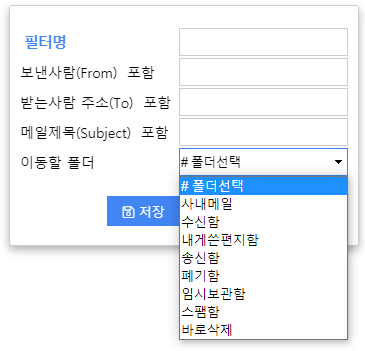 필터명
보낸사람(From) 포함
받는사람 주소(To) 포함
메일제목(Subject) 포함
이동할 폴더 # 폴더선택
# 폴더선택
사내메일
수신함
내게쓴편지함
송신함
폐기함
임시보관함
스팸함
바로삭제
저장